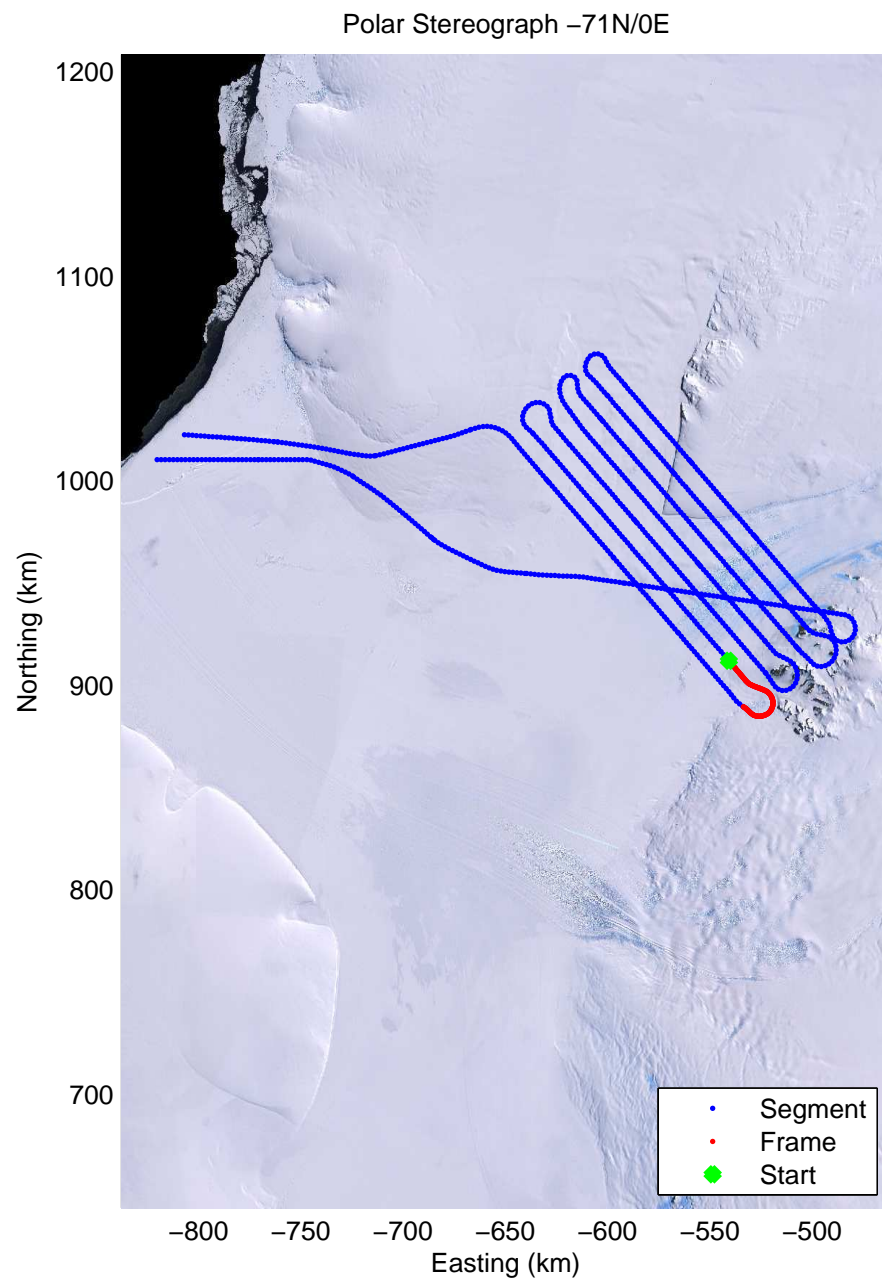 Polar Stereograph −71N/0E
1200
1100
1000
900
800
700
Northing (km)
−800 −750 −700 −650 −600 −550 −500
Easting (km)
Segment
Frame
Start